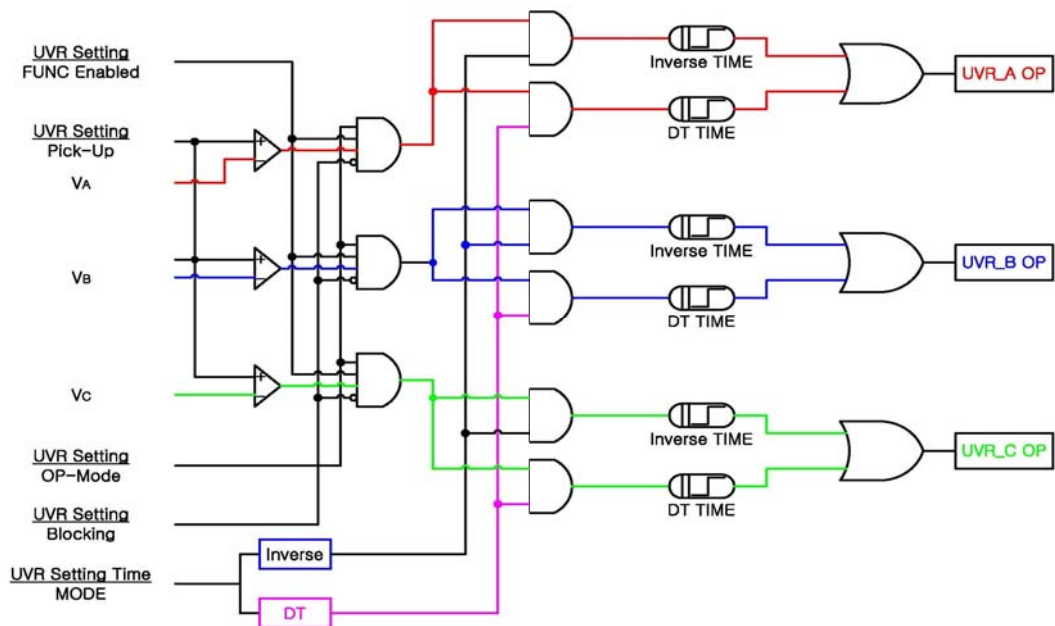 UVR Setting
FUNC Enabled
UVR Setting
Pick-Up
VA
VB
VC
UVR Setting
OP-Mode
UVR Setting
Blocking
UVR Setting Time
MODE
Inverse
DT
+
−
+
−
+
−
Inverse TIME
DT TIME
UVR_A OP
Inverse TIME
DT TIME
UVR_B OP
Inverse TIME
DT TIME
UVR_C OP